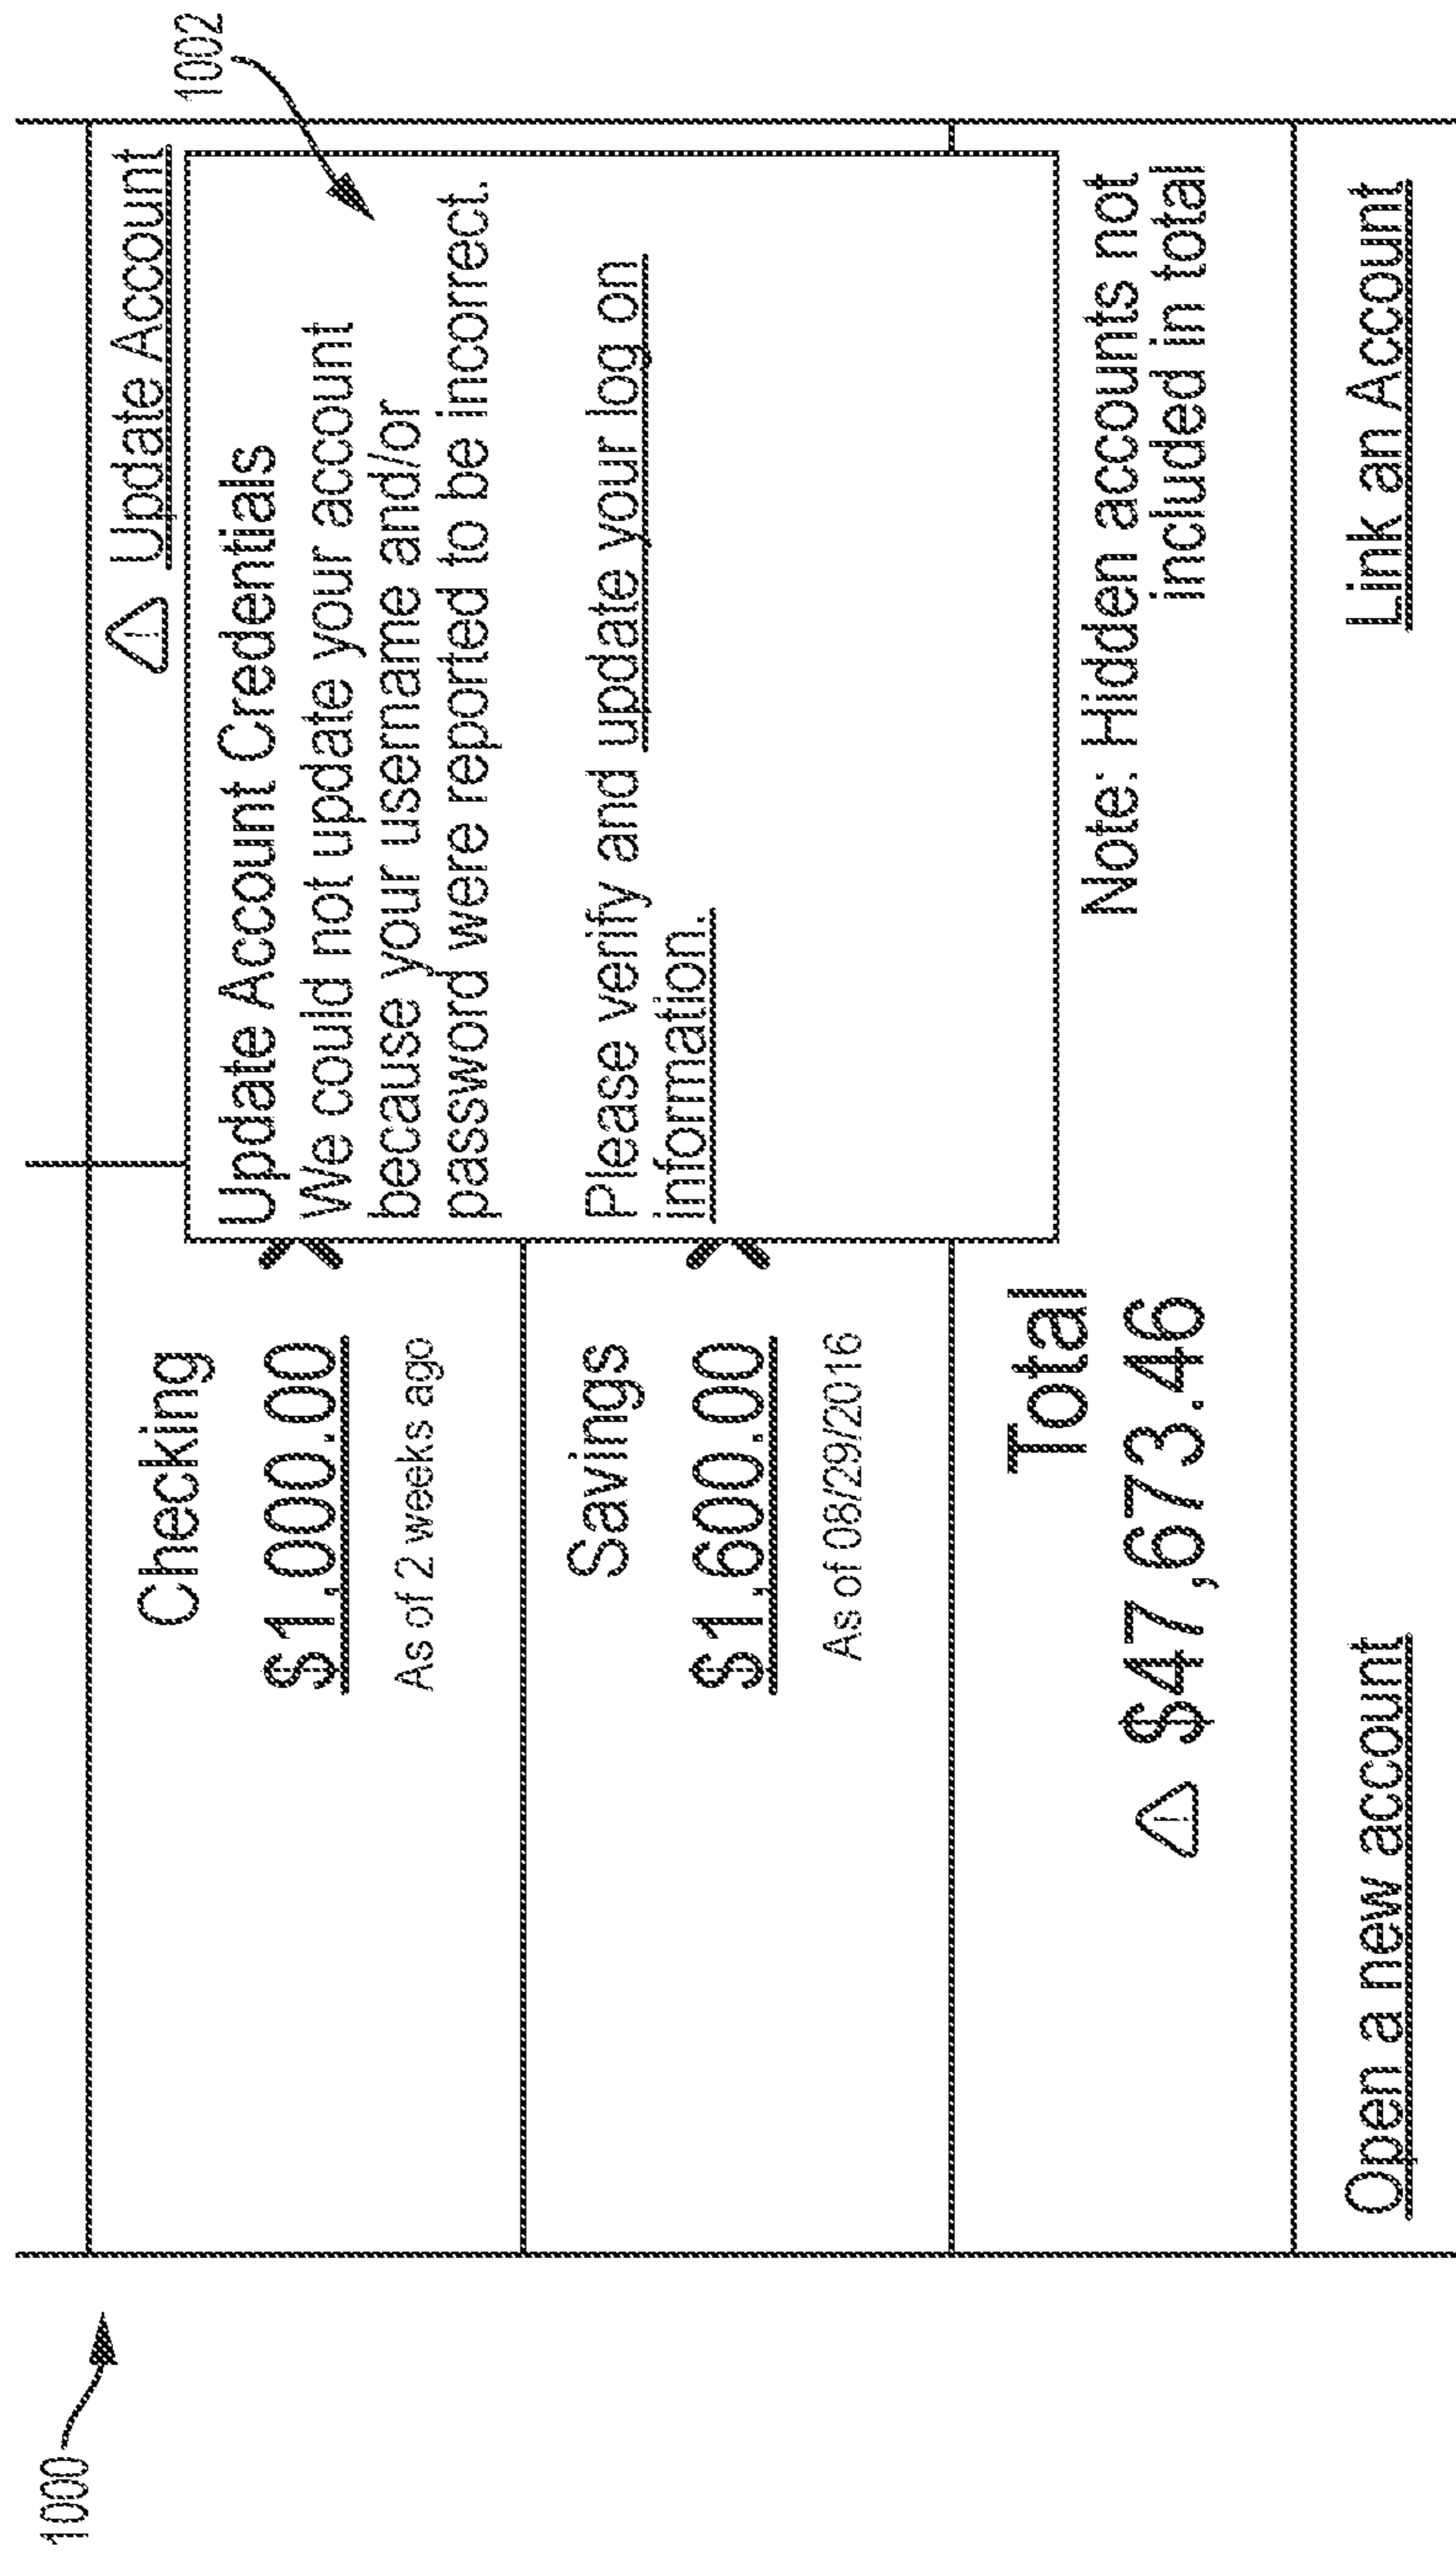 1000
1002
Checking
$1,000.00
As of 2 weeks ago
Update Account
Update Account Credentials
We could not update your account
because your username and/or
password were reported to be incorrect.
Please verify and update your log on
information.
Savings
$1,600.00
As of 08/29/2016
Total
$47,673.46
Note: Hidden accounts not
included in total
Open a new account
Link an Account